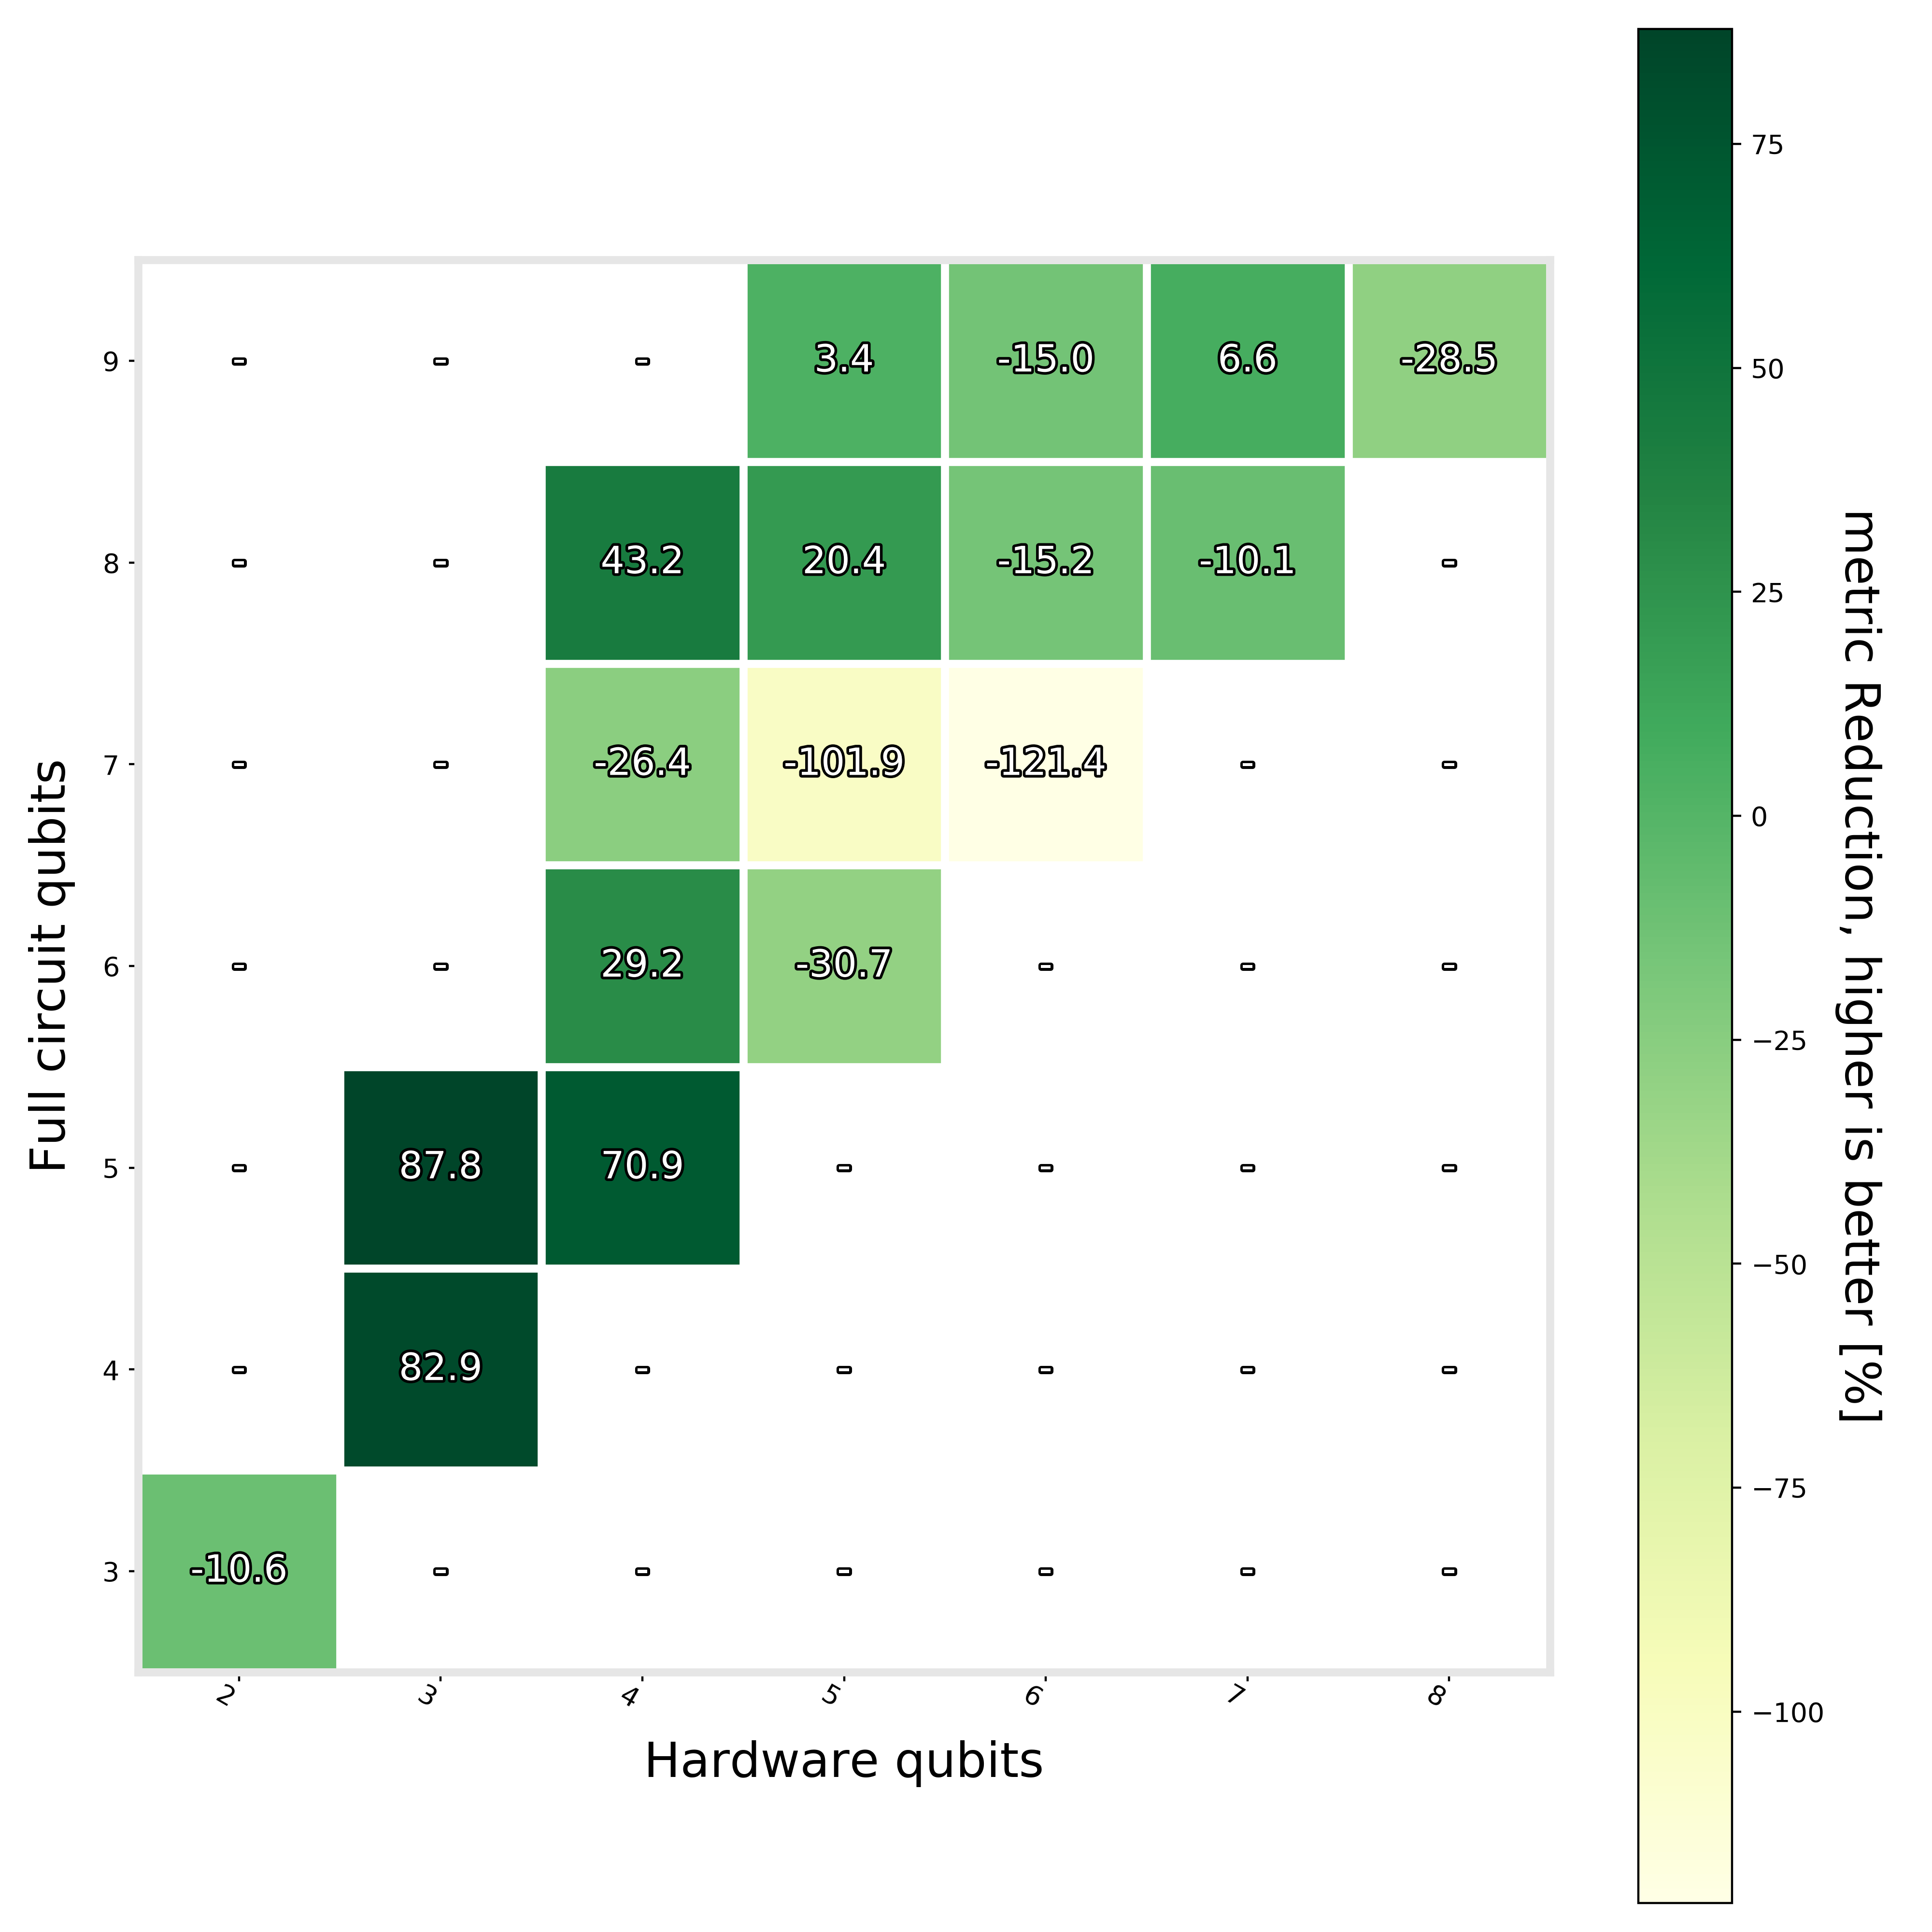 9 - - - 3.4 -15.0 6.6 -28.5
8 - - 43.2 20.4 -15.2 -10.1 -
7 - - -26.4 -101.9 -121.4 - -
6 - - 29.2 -30.7 - - -
5 - 87.8 70.9 - - - -
4 - 82.9 - - - - -
3 -10.6 - - - - - -
2 3 4 5 6 7 8
Hardware qubits
Full circuit qubits
75
50
25
0
−25
−50
−75
−100
metric Reduction, higher is better [%]